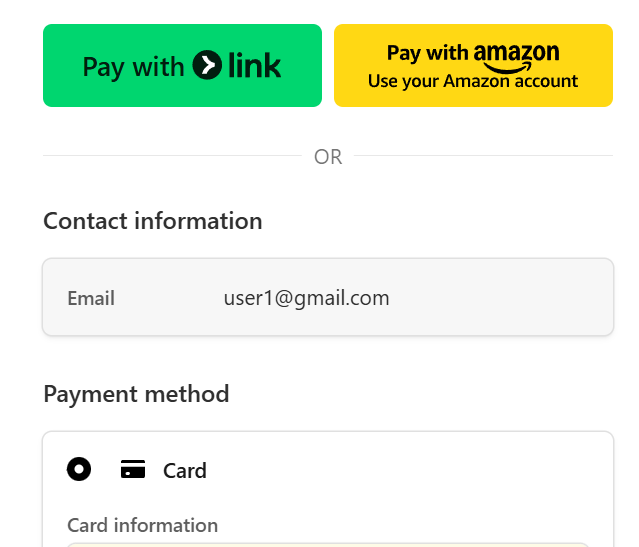 Pay with link
Pay with amazon
Use your Amazon account
OR
Contact information
Email user1@gmail.com
Payment method
Card
Card information